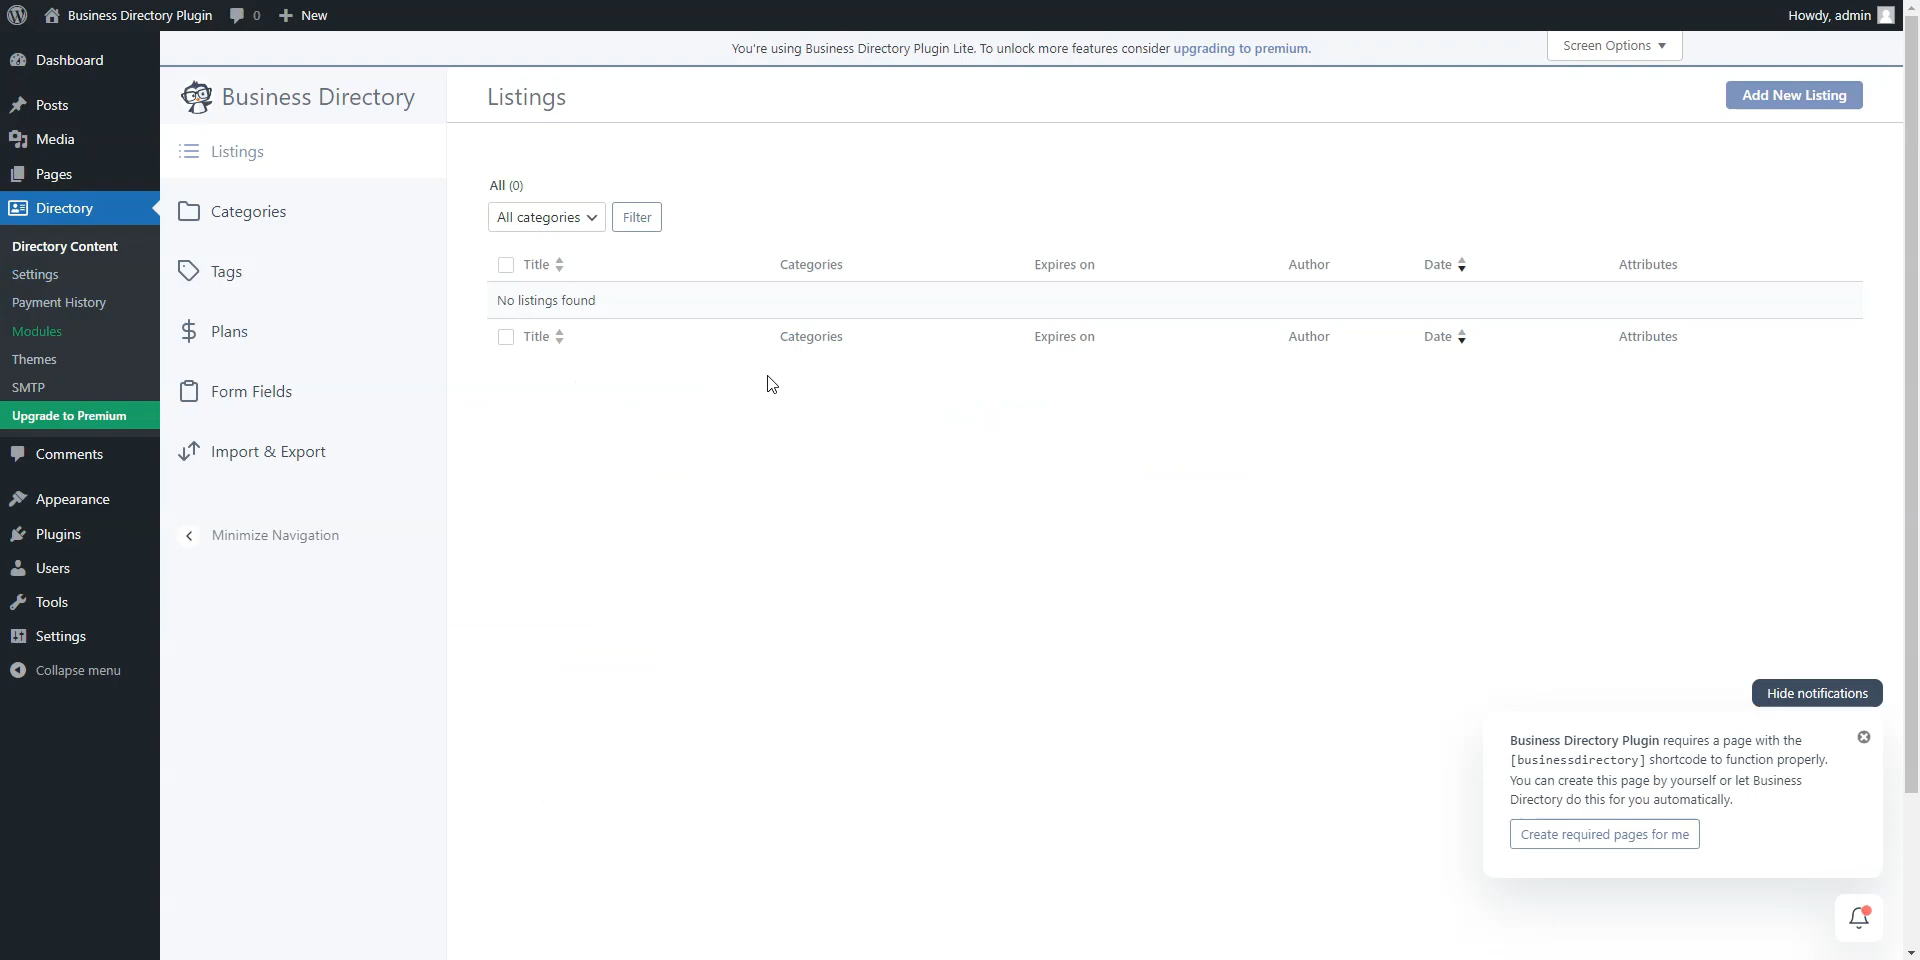 Business Directory Plugin
0
New
Howdy, admin
Dashboard
Posts
Media
Pages
Directory
Directory Content
Settings
Payment History
Modules
Themes
SMTP
Upgrade to Premium
Comments
Appearance
Plugins
Users
Tools
Settings
Collapse menu
You're using Business Directory Plugin Lite. To unlock more features consider upgrading to premium.
Screen Options
Business Directory
Listings
Categories
Tags
Plans
Form Fields
Import & Export
Minimize Navigation
Listings
Add New Listing
All (0)
All categories
Filter
Title Categories Expires on Author Date Attributes
No listings found
Title Categories Expires on Author Date Attributes
Hide notifications
Business Directory Plugin requires a page with the
[businessdirectory] shortcode to function properly.
You can create this page by yourself or let Business
Directory do this for you automatically.
Create required pages for me